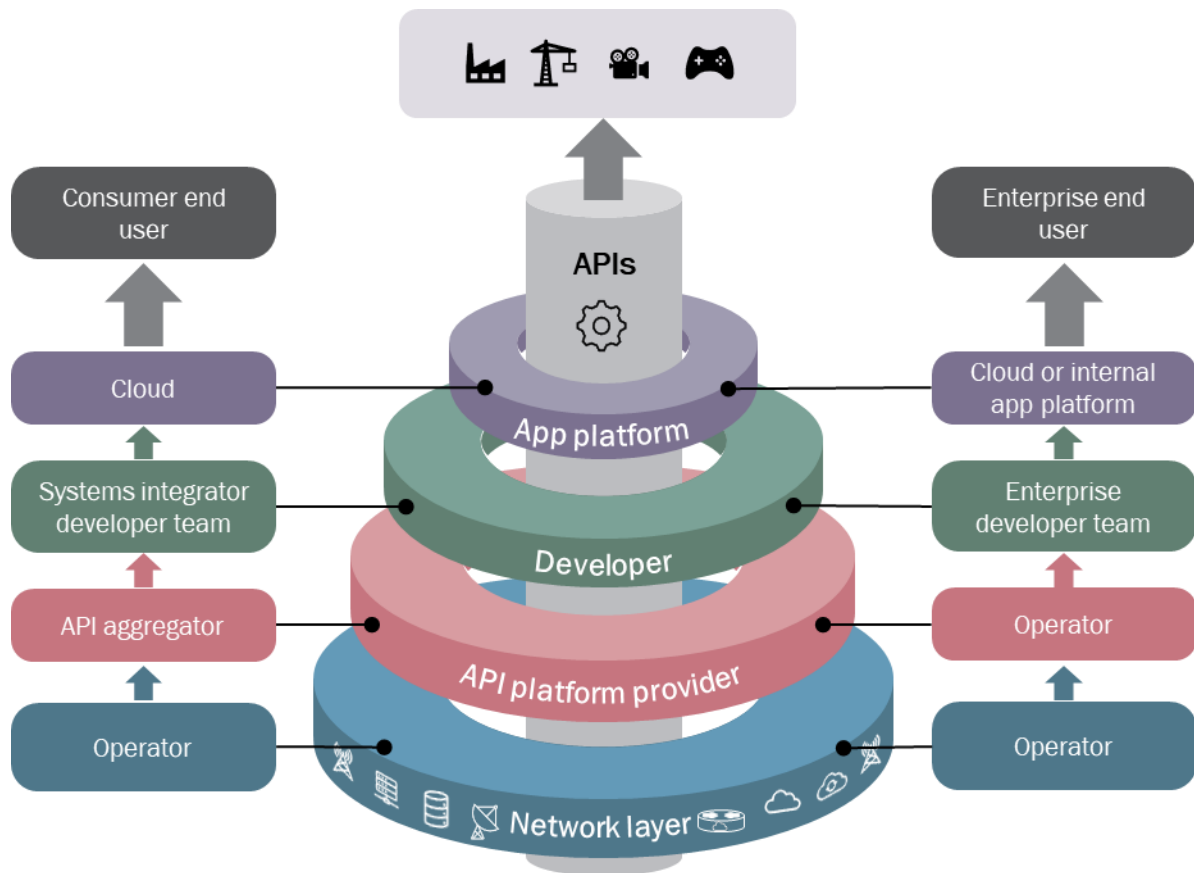 Consumer end
user
Cloud
Systems integrator
developer team
API aggregator
Operator
APIs
App platform
Developer
API platform provider
Network layer
Enterprise end
user
Cloud or internal
app platform
Enterprise
developer team
Operator
Operator